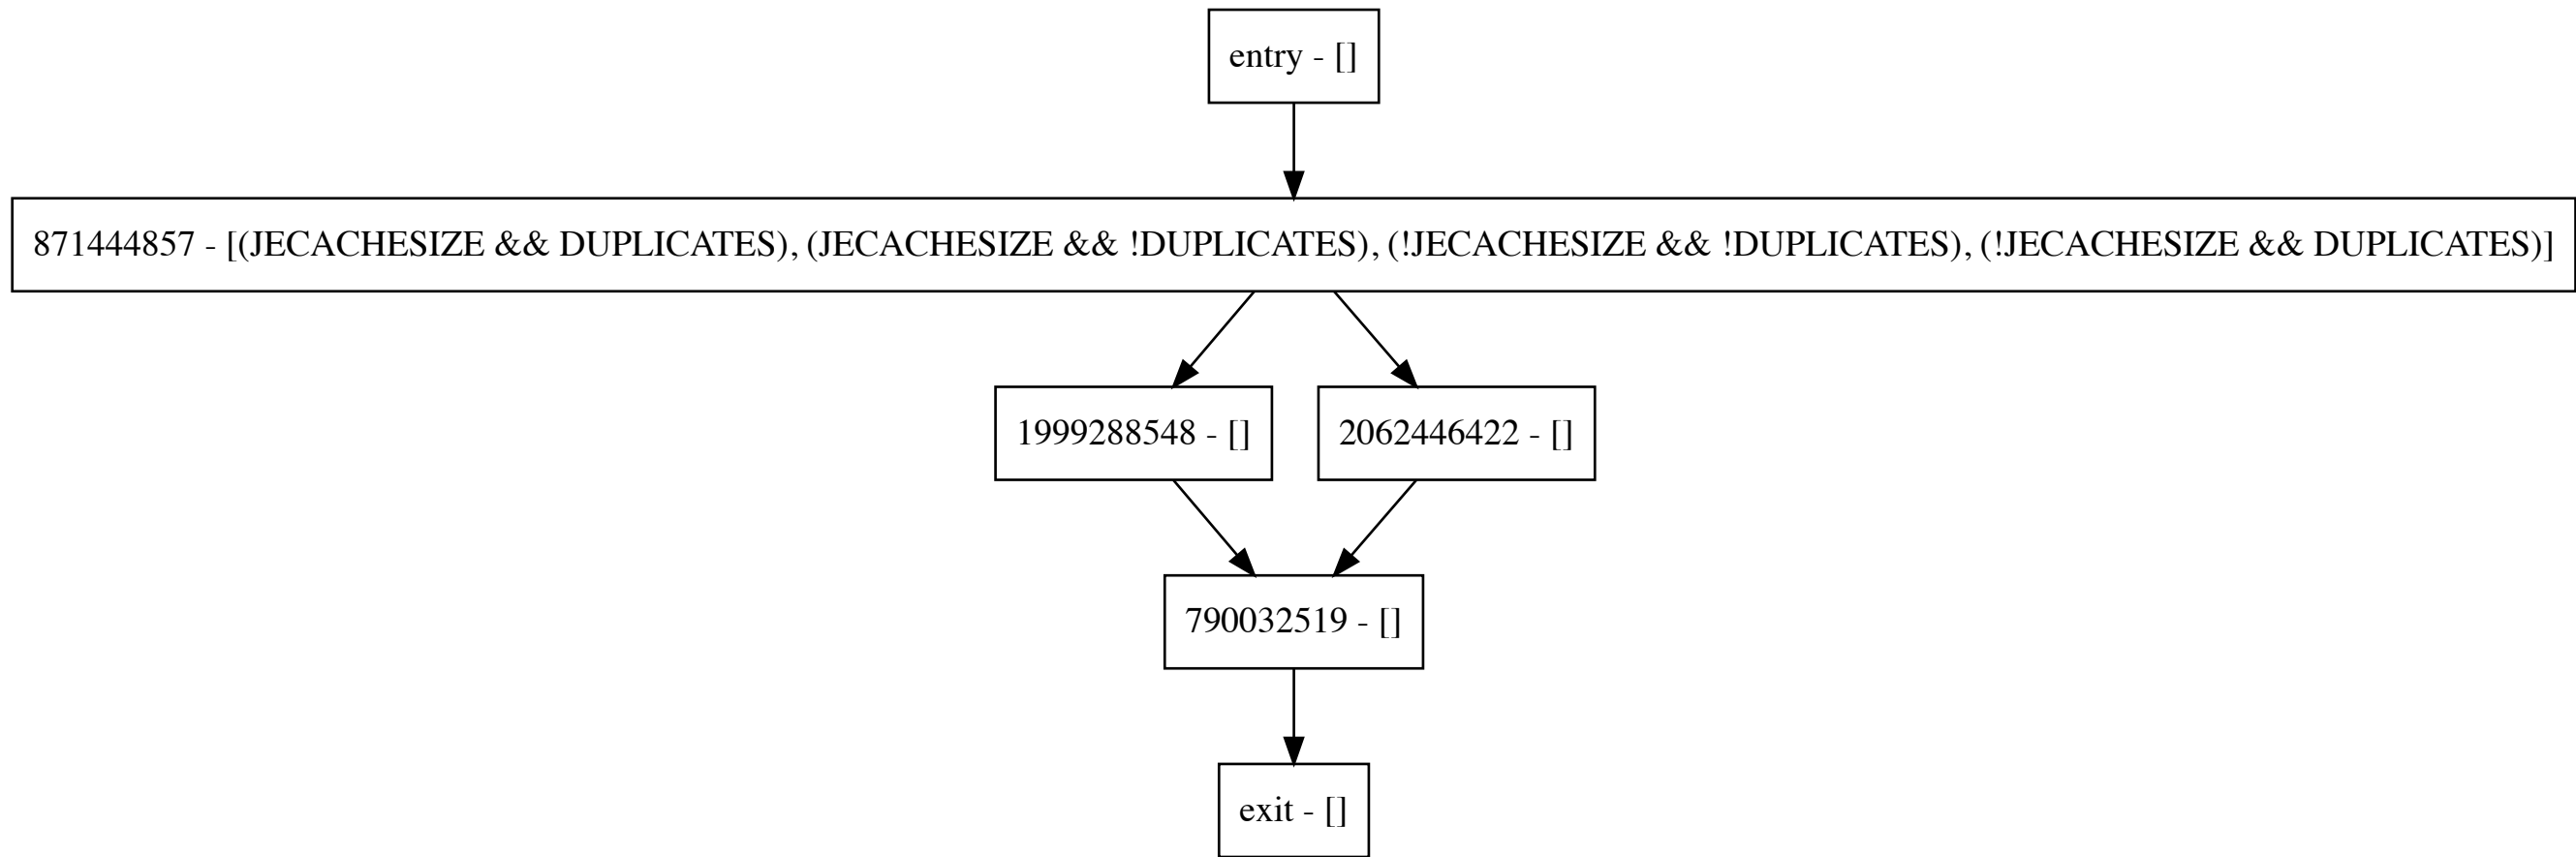 entry - []
871444857 - [(JECACHESIZE && DUPLICATES), (JECACHESIZE && !DUPLICATES), (!JECACHESIZE && !DUPLICATES), (!JECACHESIZE && DUPLICATES)]
1999288548 - []
2062446422 - []
790032519 - []
exit - []